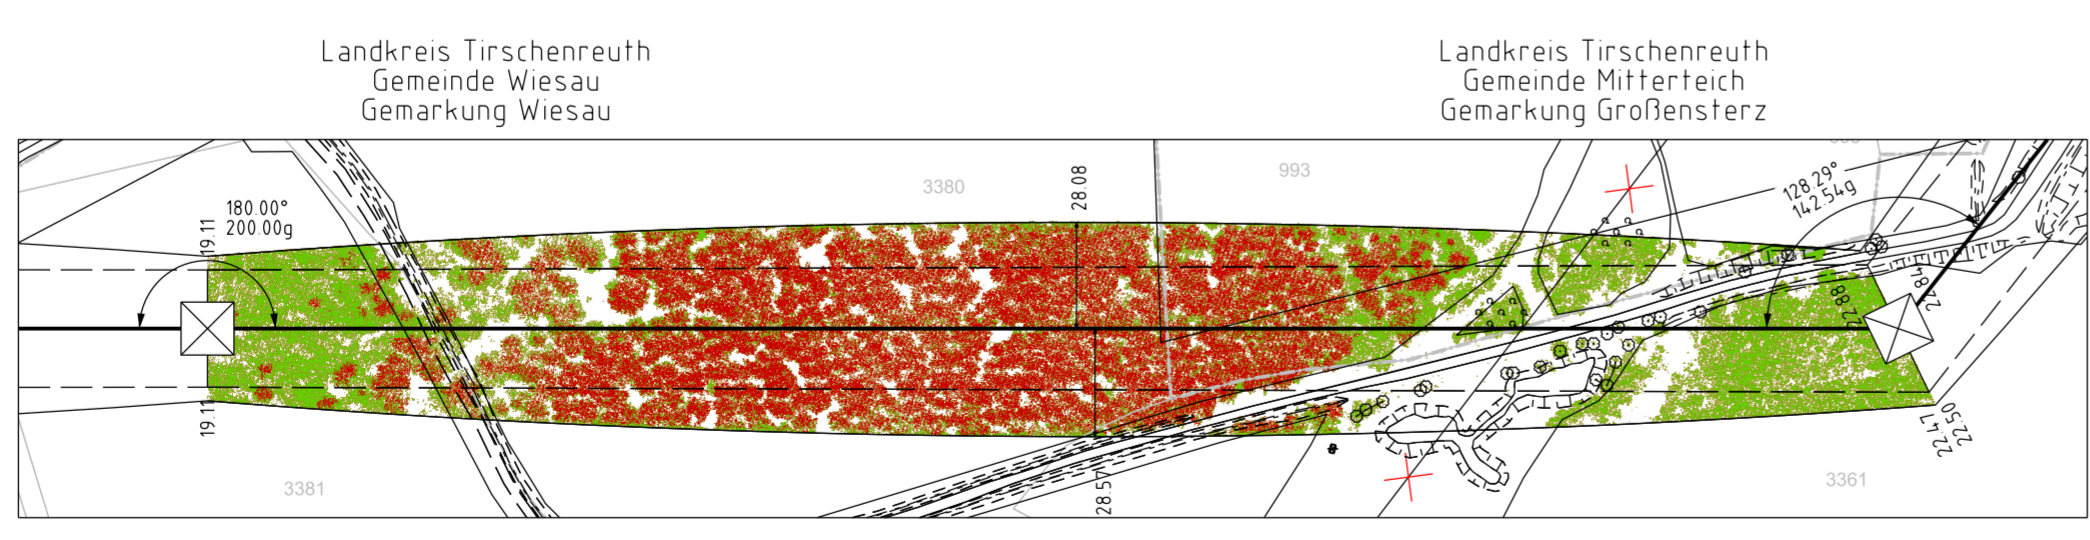 Landkreis Tirschenreuth
Gemeinde Wiesau
Gemarkung Wiesau
Landkreis Tirschenreuth
Gemeinde Mitterteich
Gemarkung Großensterz
3380
28.08
993
128.29°
142.54g
180.00°
200.00g
19.11
22.88
22.84
19.11
22.47
22.50
28.57
3381
3361